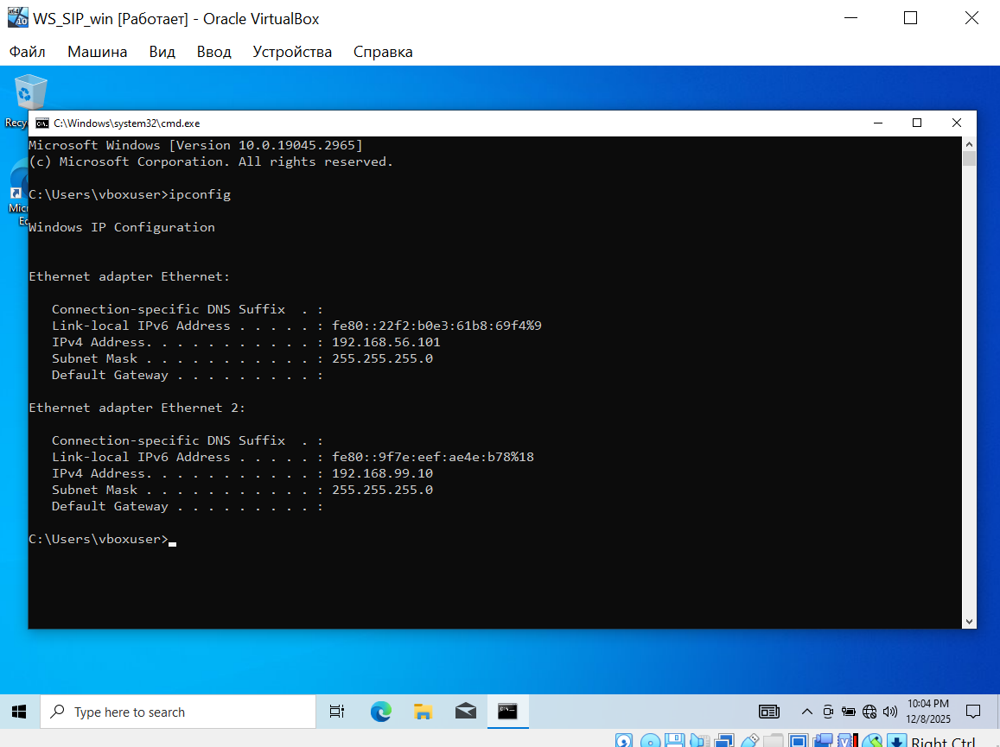 WS_SIP_win [Работает] - Oracle VirtualBox
Файл Машина Вид Ввод Устройства Справка
C:\Windows\system32\cmd.exe
Microsoft Windows [Version 10.0.19045.2965]
(c) Microsoft Corporation. All rights reserved.
C:\Users\vboxuser>ipconfig
Windows IP Configuration
Ethernet adapter Ethernet:
Connection-specific DNS Suffix . :
Link-local IPv6 Address . . . . . : fe80::22f2:b0e3:61b8:69f4%9
IPv4 Address. . . . . . . . . . . : 192.168.56.101
Subnet Mask . . . . . . . . . . . : 255.255.255.0
Default Gateway . . . . . . . . . :
Ethernet adapter Ethernet 2:
Connection-specific DNS Suffix . :
Link-local IPv6 Address . . . . . : fe80::9f7e:eef:ae4e:b78%18
IPv4 Address. . . . . . . . . . . : 192.168.99.10
Subnet Mask . . . . . . . . . . . : 255.255.255.0
Default Gateway . . . . . . . . . :
C:\Users\vboxuser>
Recy
Mic
Ed
Type here to search
10:04 PM
12/8/2025
Right Ctrl